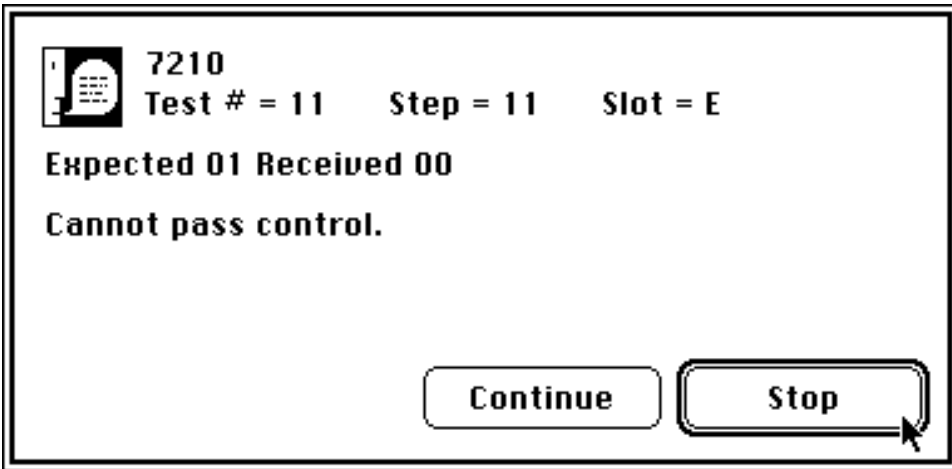 7210
Test # = 11 Step = 11 Slot = E
Expected 01 Received 00
Cannot pass control.
Continue Stop